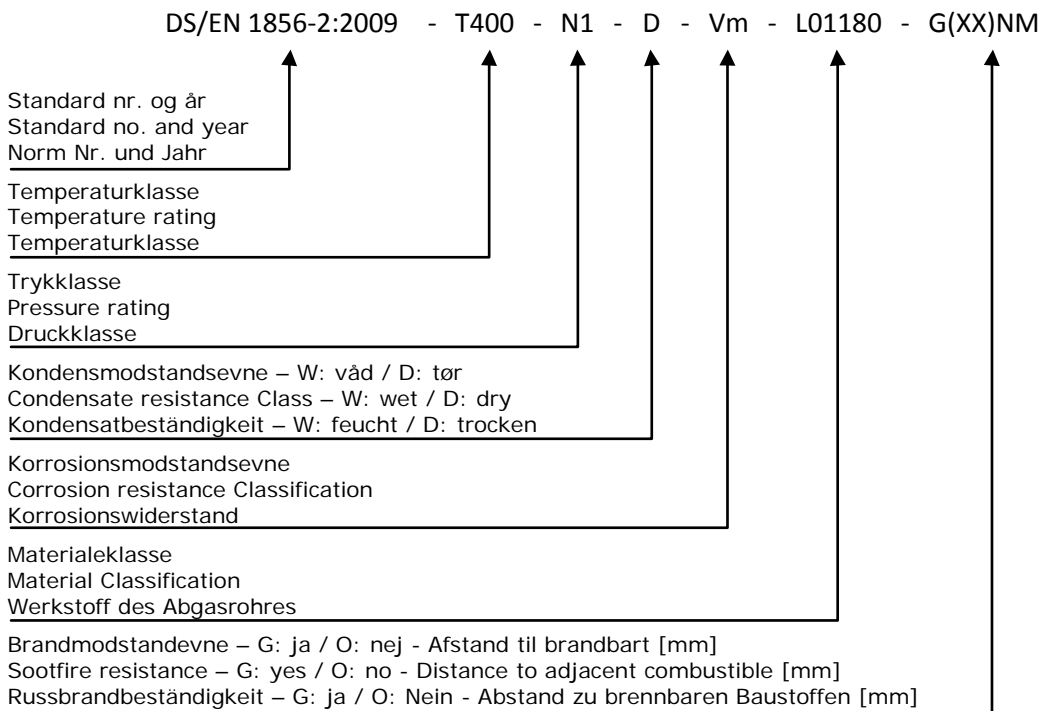 DS/EN 1856-2:2009 - T400 - N1 - D - Vm - L01180 - G(XX)NM
Standard nr. og år
Standard no. and year
Norm Nr. und Jahr
Temperaturklasse
Temperature rating
Temperaturklasse
Trykklasse
Pressure rating
Druckklasse
Kondensmodstandsevne – W: våd / D: tør
Condensate resistance Class – W: wet / D: dry
Kondensatbeständigkeit – W: feucht / D: trocken
Korrosionsmodstandsevne
Corrosion resistance Classification
Korrosionswiderstand
Materialeklasse
Material Classification
Werkstoff des Abgasrohres
Brandmodstandevne – G: ja / O: nej - Afstand til brandbart [mm]
Sootfire resistance – G: yes / O: no - Distance to adjacent combustible [mm]
Russbrandbeständigkeit – G: ja / O: Nein - Abstand zu brennbaren Baustoffen [mm]